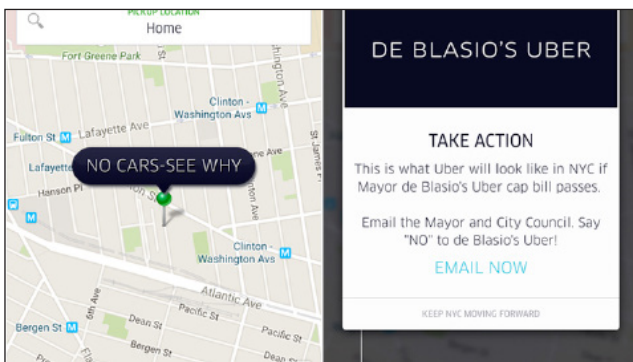 PICKUP LOCATION
Home
Fort Greene Park
Washington Ave
Clinton -
Washington Avs
Fulton St
Lafayette Ave
St James Pl
Lafayette
NO CARS-SEE WHY
Hanson Pl
Clinton -
Washington Avs
Atlantic Ave
6th Ave
Pacific St
Dean St
Pacific St
Bergen St
Bergen St
Dean
DE BLASIO'S UBER
TAKE ACTION
This is what Uber will look like in NYC if
Mayor de Blasio's Uber cap bill passes.
Email the Mayor and City Council. Say
"NO" to de Blasio's Uber!
EMAIL NOW
KEEP NYC MOVING FORWARD